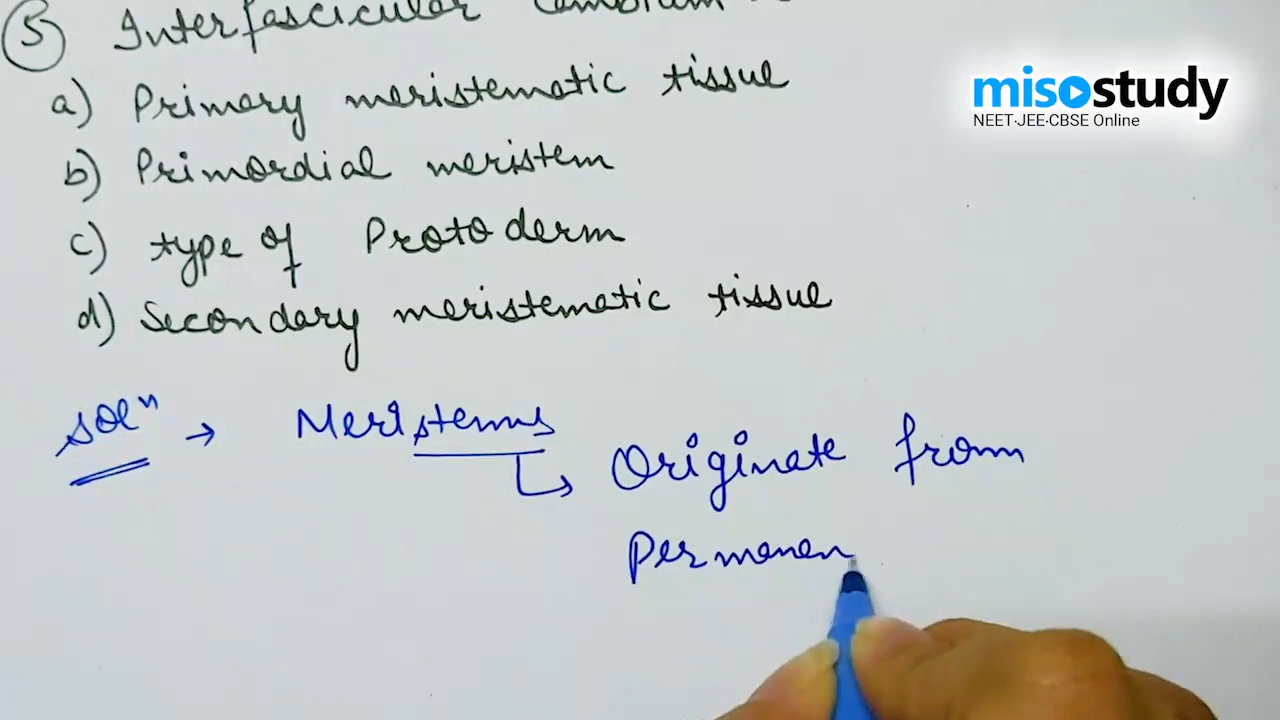 5 Interfascicular Cambium
a) Primary meristematic tissue
b) Primordial meristem
c) type of Protoderm
d) Secondary meristematic tissue
Solⁿ → Meristems
↳ Originate from
Permanen
misostudy
NEET·JEE·CBSE Online